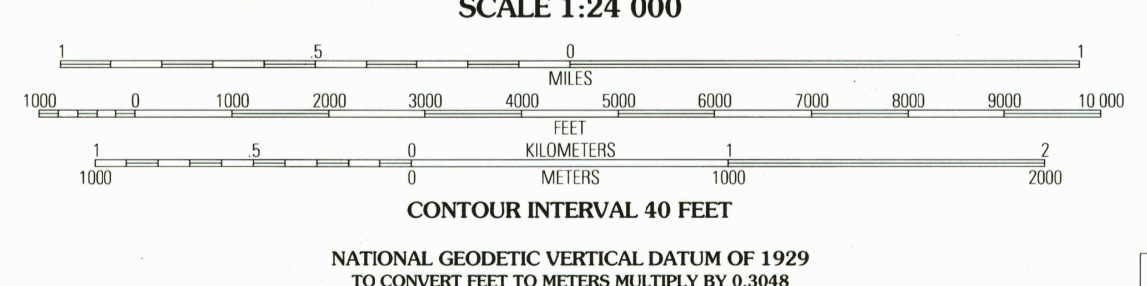 SCALE 1:24 000
1 .5 0 1
MILES
1000 0 1000 2000 3000 4000 5000 6000 7000 8000 9000 10 000
FEET
1 .5 0 KILOMETERS 1 2
1000 0 METERS 1000 2000
CONTOUR INTERVAL 40 FEET
NATIONAL GEODETIC VERTICAL DATUM OF 1929
TO CONVERT FEET TO METERS MULTIPLY BY 0.3048